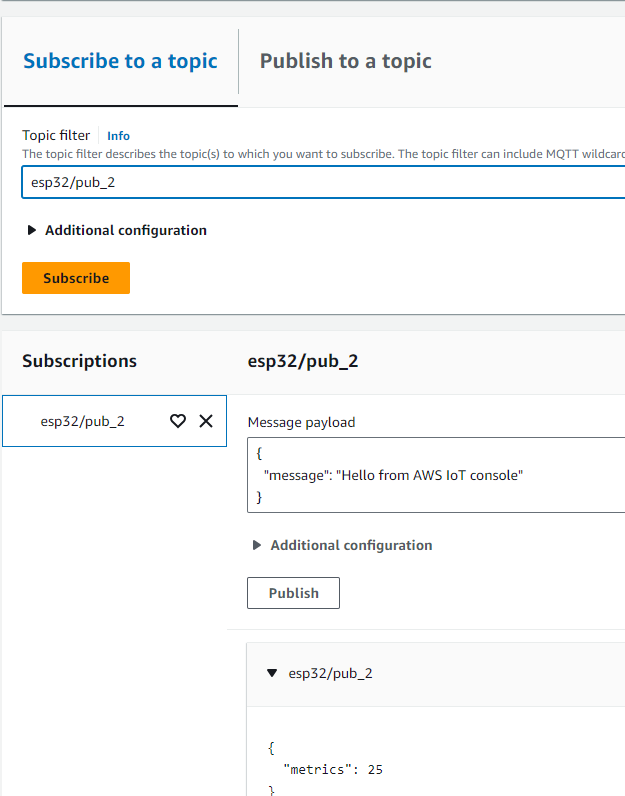 Subscribe to a topic
Publish to a topic
Topic filter
Info
The topic filter describes the topic(s) to which you want to subscribe. The topic filter can include MQTT wildcard
esp32/pub_2
Additional configuration
Subscribe
Subscriptions
esp32/pub_2
esp32/pub_2
Message payload
{
"message": "Hello from AWS IoT console"
}
Additional configuration
Publish
esp32/pub_2
{
"metrics": 25
}